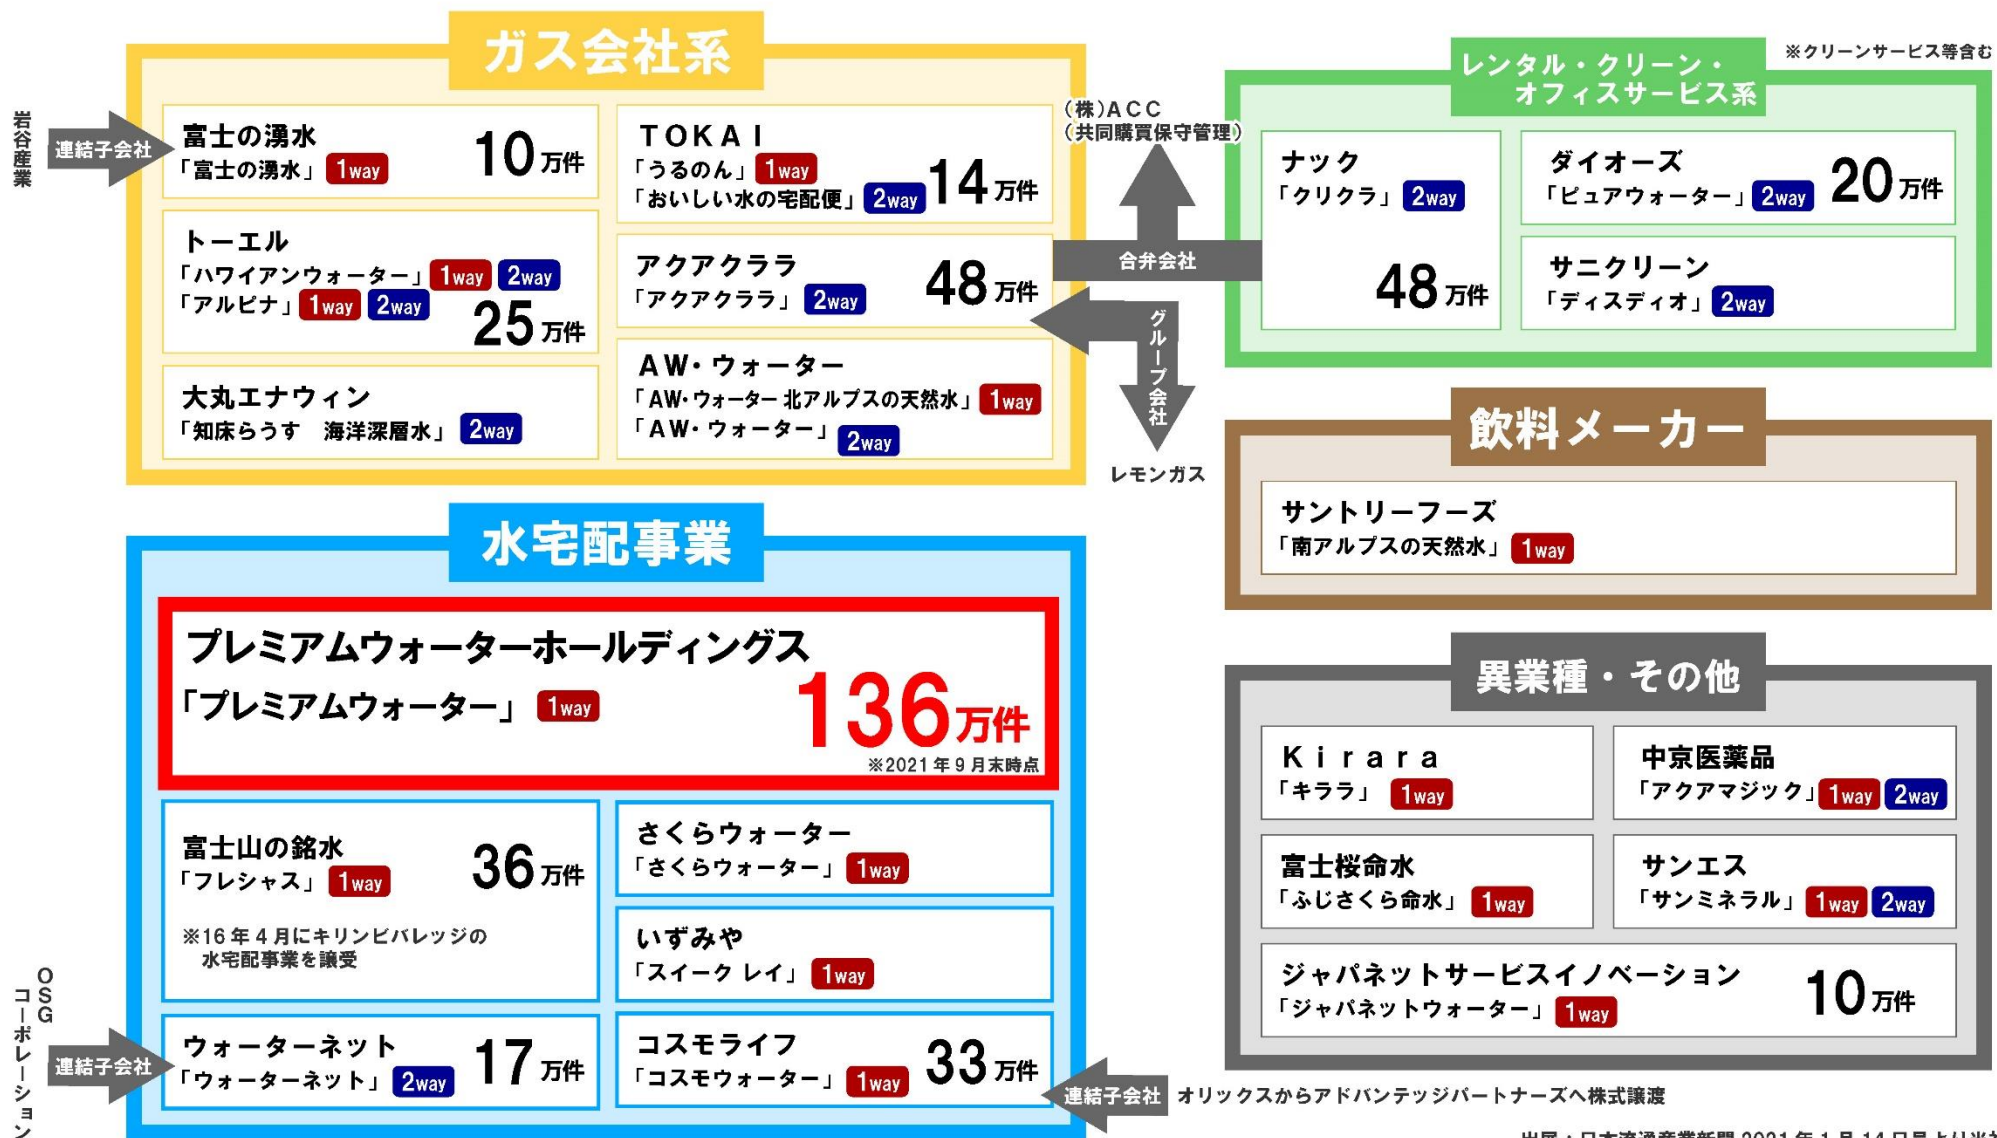 ガス会社系
岩谷産業
連結子会社
富士の湧水
「富士の湧水」 1way
10万件
トーエル
「ハワイアンウォーター」 1way 2way
「アルピナ」 1way 2way
25万件
大丸エナウィン
「知床らうす 海洋深層水」 2way
TOKAI
「うるのん」 1way
「おいしい水の宅配便」 2way
14万件
アクアクララ
「アクアクララ」 2way
48万件
AW・ウォーター
「AW・ウォーター 北アルプスの天然水」 1way
「AW・ウォーター」 2way
(株)ACC
(共同購買保守管理)
合弁会社
グループ会社
レモンガス
レンタル・クリーン・
オフィスサービス系
※クリーンサービス等含む
ナック
「クリクラ」 2way
48万件
ダイオーズ
「ピュアウォーター」 2way
20万件
サニクリーン
「ディスディオ」 2way
飲料メーカー
サントリーフーズ
「南アルプスの天然水」 1way
水宅配事業
プレミアムウォーターホールディングス
「プレミアムウォーター」 1way
136万件
※2021年9月末時点
富士山の銘水
「フレシャス」 1way
36万件
※16年4月にキリンビバレッジの
水宅配事業を譲受
さくらウォーター
「さくらウォーター」 1way
いずみや
「スイーク レイ」 1way
OSG
コーポレーション
連結子会社
ウォーターネット
「ウォーターネット」 2way
17万件
コスモライフ
「コスモウォーター」 1way
33万件
連結子会社
オリックスからアドバンテッジパートナーズへ株式譲渡
異業種・その他
Kirara
「キララ」 1way
中京医薬品
「アクアマジック」 1way 2way
富士桜命水
「ふじさくら命水」 1way
サンエス
「サンミネラル」 1way 2way
ジャパネットサービスイノベーション
「ジャパネットウォーター」 1way
10万件